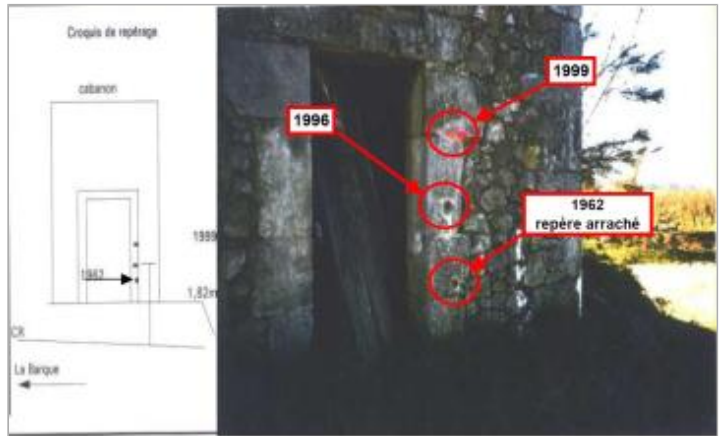 Croquis de repérage
cabanon
1999
1962
1,82m
CR
La Barque
1999
1996
1962
repère arraché